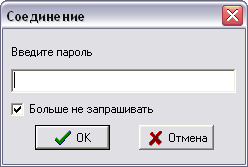 Соединение
Введите пароль
Больше не запрашивать
OK
Отмена